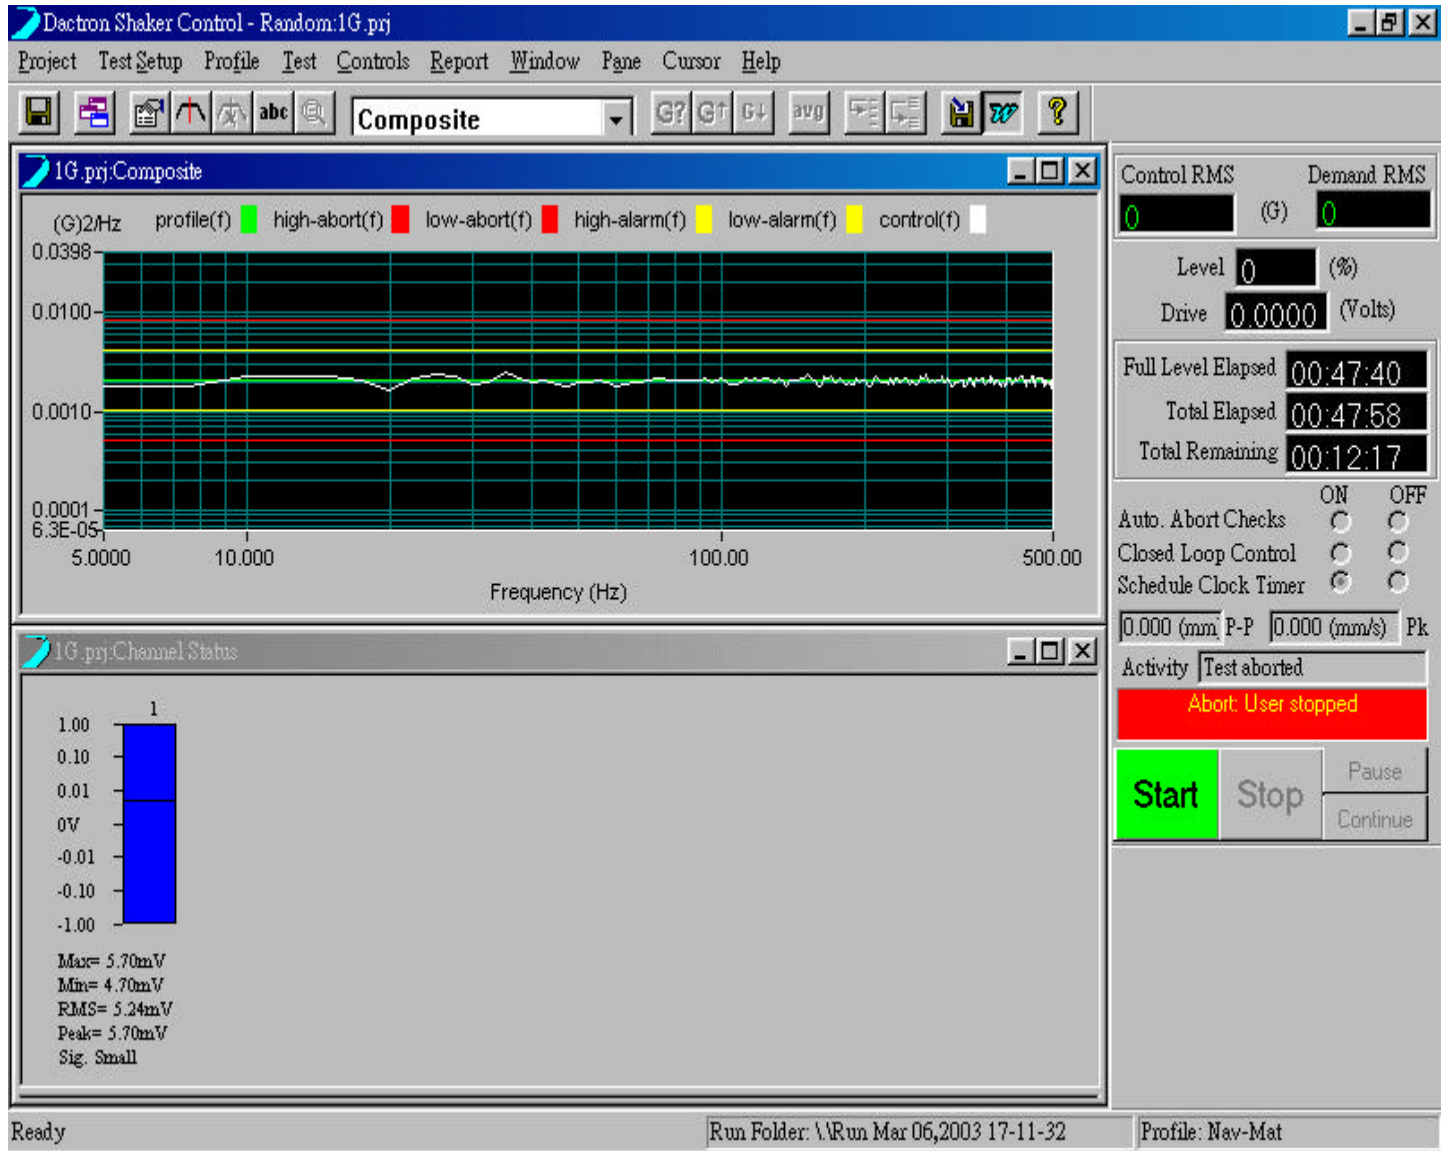 Dactron Shaker Control - Random:1G.prj
Project Test Setup Profile Test Controls Report Window Pane Cursor Help
abc Composite G? G↑ G↓ avg ?
1G.prj:Composite
(G)2/Hz profile(f) high-abort(f) low-abort(f) high-alarm(f) low-alarm(f) control(f)
0.0398
0.0100
0.0010
0.0001
6.3E-05
5.0000 10.000 100.00 500.00
Frequency (Hz)
1G.prj:Channel Status
1
1.00
0.10
0.01
0V
-0.01
-0.10
-1.00
Max= 5.70mV
Min= 4.70mV
RMS= 5.24mV
Peak= 5.70mV
Sig. Small
Control RMS Demand RMS
0 (G) 0
Level 0 (%)
Drive 0.0000 (Volts)
Full Level Elapsed 00:47:40
Total Elapsed 00:47:58
Total Remaining 00:12:17
ON OFF
Auto. Abort Checks
Closed Loop Control
Schedule Clock Timer
0.000 (mm) P-P 0.000 (mm/s) Pk
Activity Test aborted
Abort: User stopped
Start Stop Pause
Continue
Ready Run Folder: \.\Run Mar 06,2003 17-11-32 Profile: Nav-Mat